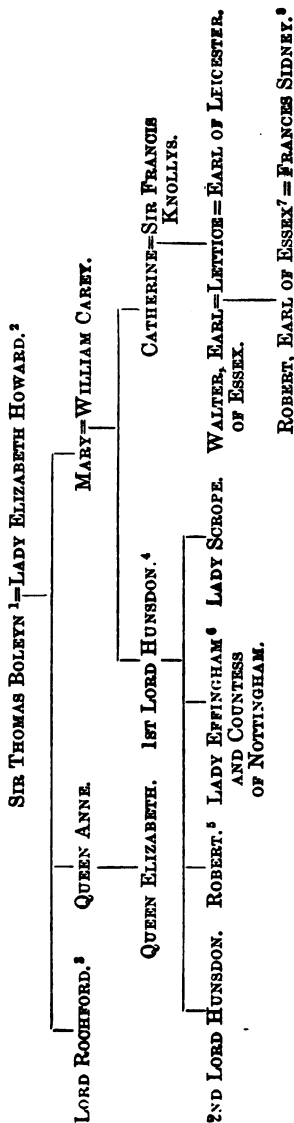 SIR THOMAS BOLEYN ¹=LADY ELIZABETH HOWARD.²
LORD ROCHFORD.³ QUEEN ANNE. MARY=WILLIAM CAREY.
QUEEN ELIZABETH. 1ST LORD HUNSDON.⁴ CATHERINE=SIR FRANCIS
KNOLLYS.
2ND LORD HUNSDON. ROBERT.⁵ LADY EFFINGHAM⁶ LADY SCROPE. WALTER, EARL=LETTICE=EARL OF LEICESTER.
AND COUNTESS OF ESSEX.
OF NOTTINGHAM.
ROBERT, EARL OF ESSEX⁷=FRANCES SIDNEY.⁸